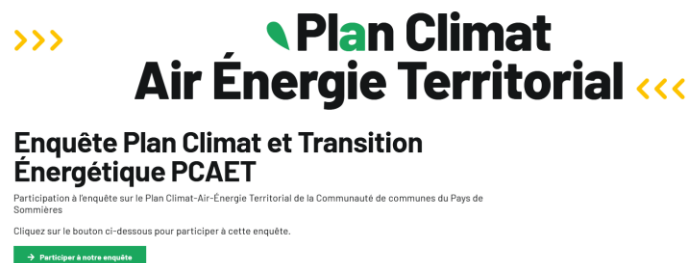 Plan Climat
Air Énergie Territorial
Enquête Plan Climat et Transition
Énergétique PCAET
Participation à l'enquête sur le Plan Climat-Air-Énergie Territorial de la Communauté de communes du Pays de
Sommières
Cliquez sur le bouton ci-dessous pour participer à cette enquête.
→ Participer à notre enquête